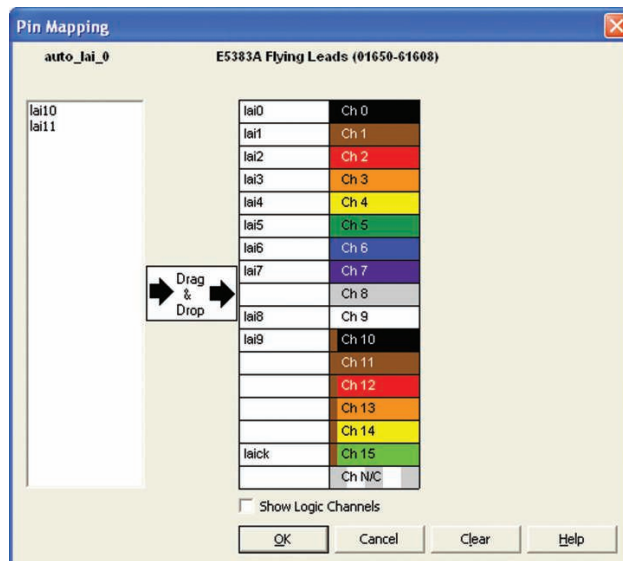 Pin Mapping
auto_lai_0
E5383A Flying Leads (01650-61608)
lai10
lai11
Drag
&
Drop
lai0 Ch 0
lai1 Ch 1
lai2 Ch 2
lai3 Ch 3
lai4 Ch 4
lai5 Ch 5
lai6 Ch 6
lai7 Ch 7
Ch 8
lai8 Ch 9
lai9 Ch 10
Ch 11
Ch 12
Ch 13
Ch 14
laick Ch 15
Ch N/C
Show Logic Channels
OK
Cancel
Clear
Help